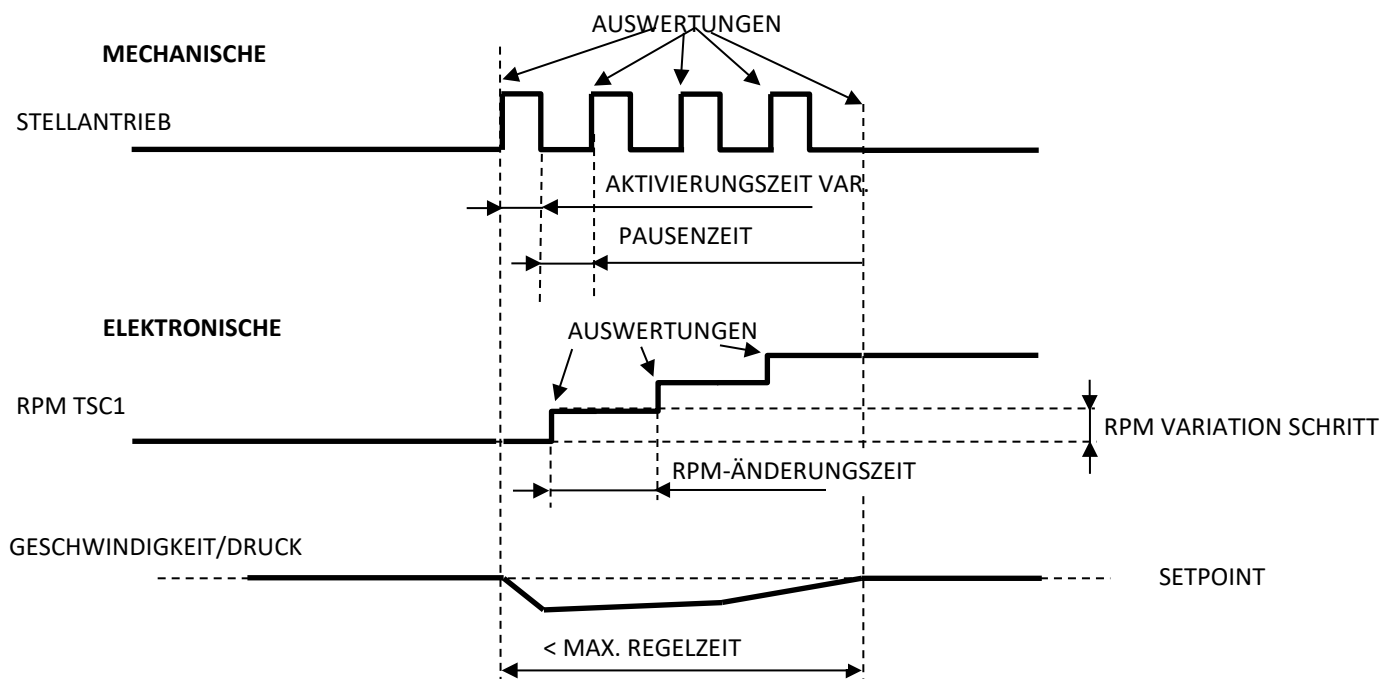 AUSWERTUNGEN
MECHANISCHE
STELLANTRIEB
AKTIVIERUNGSZEIT VAR.
PAUSENZEIT
ELEKTRONISCHE
AUSWERTUNGEN
RPM TSC1
RPM VARIATION SCHRITT
RPM-ÄNDERUNGSZEIT
GESCHWINDIGKEIT/DRUCK
SETPOINT
< MAX. REGELZEIT